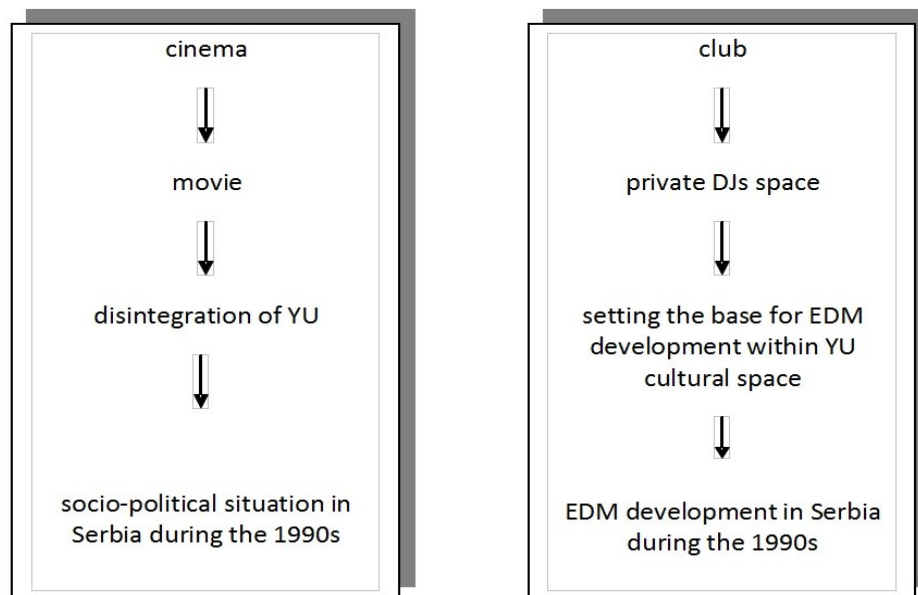 cinema
movie
disintegration of YU
socio-political situation in
Serbia during the 1990s
club
private DJs space
setting the base for EDM
development within YU
cultural space
EDM development in Serbia
during the 1990s